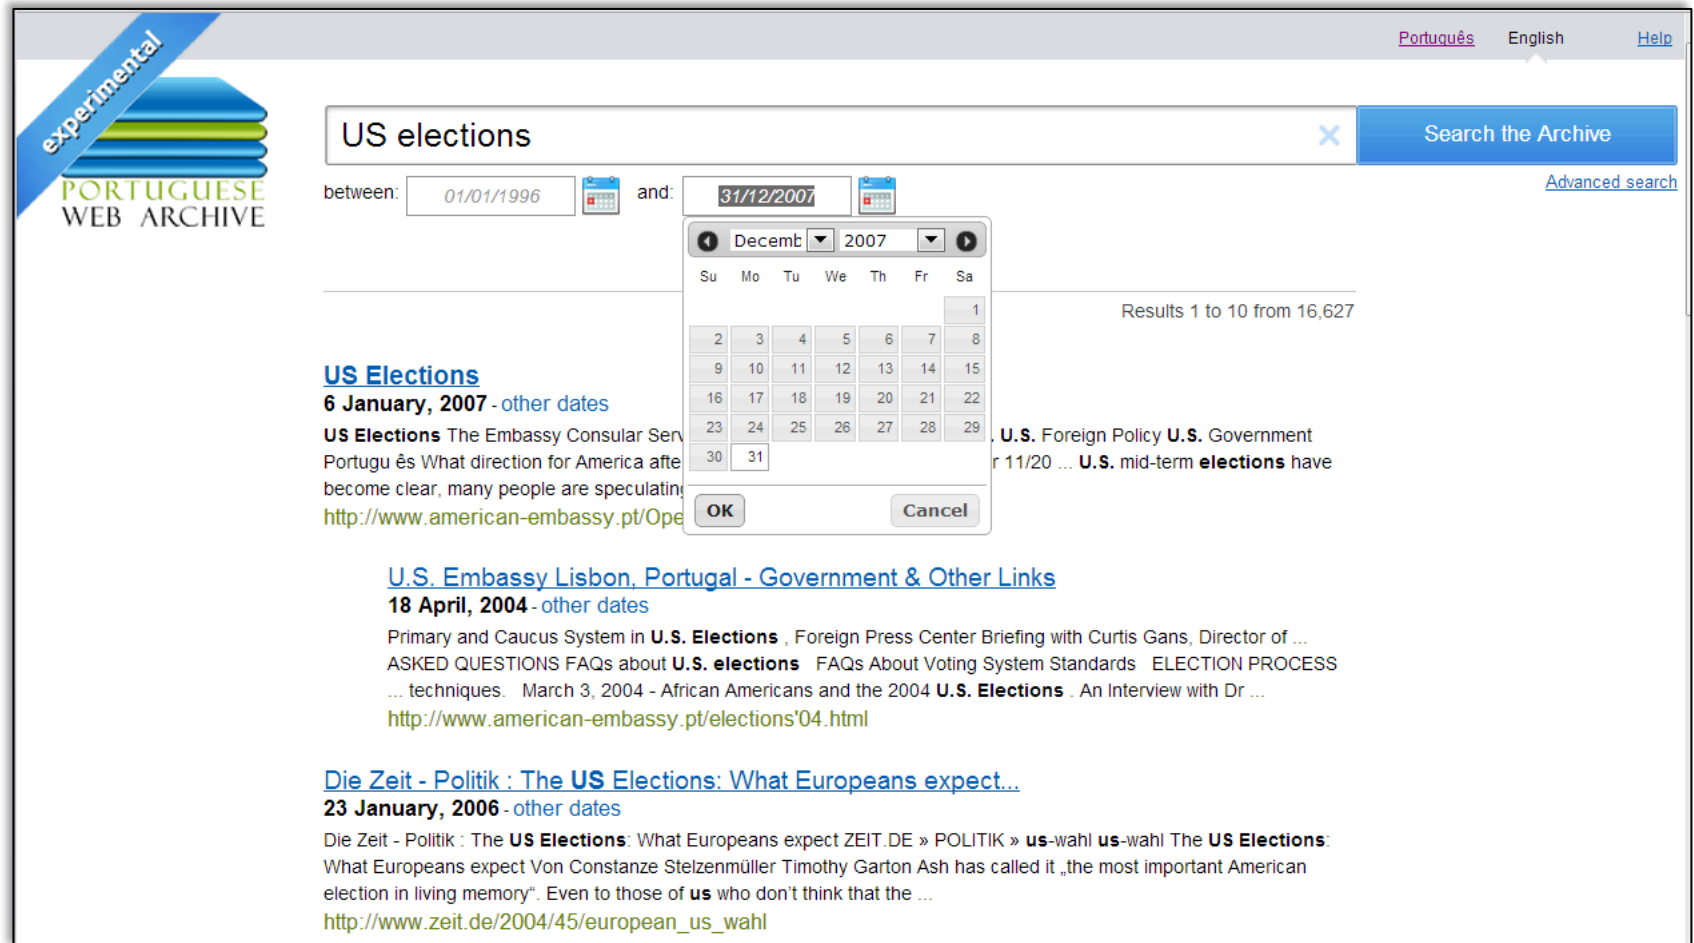 Português English Help
experimental
PORTUGUESE
WEB ARCHIVE
US elections
Search the Archive
between: 01/01/1996 and: 31/12/2007
Advanced search
Decemb 2007
Su Mo Tu We Th Fr Sa
1
2 3 4 5 6 7 8
9 10 11 12 13 14 15
16 17 18 19 20 21 22
23 24 25 26 27 28 29
30 31
OK Cancel
Results 1 to 10 from 16,627
US Elections
6 January, 2007 - other dates
US Elections The Embassy Consular Serv . U.S. Foreign Policy U.S. Government
Portugu ês What direction for America afte r 11/20 ... U.S. mid-term elections have
become clear, many people are speculating
http://www.american-embassy.pt/Ope
U.S. Embassy Lisbon, Portugal - Government & Other Links
18 April, 2004 - other dates
Primary and Caucus System in U.S. Elections , Foreign Press Center Briefing with Curtis Gans, Director of ...
ASKED QUESTIONS FAQs about U.S. elections FAQs About Voting System Standards ELECTION PROCESS
... techniques. March 3, 2004 - African Americans and the 2004 U.S. Elections . An Interview with Dr ...
http://www.american-embassy.pt/elections'04.html
Die Zeit - Politik : The US Elections: What Europeans expect...
23 January, 2006 - other dates
Die Zeit - Politik : The US Elections: What Europeans expect ZEIT.DE » POLITIK » us-wahl us-wahl The US Elections:
What Europeans expect Von Constanze Stelzenmüller Timothy Garton Ash has called it „the most important American
election in living memory“. Even to those of us who don't think that the ...
http://www.zeit.de/2004/45/european_us_wahl